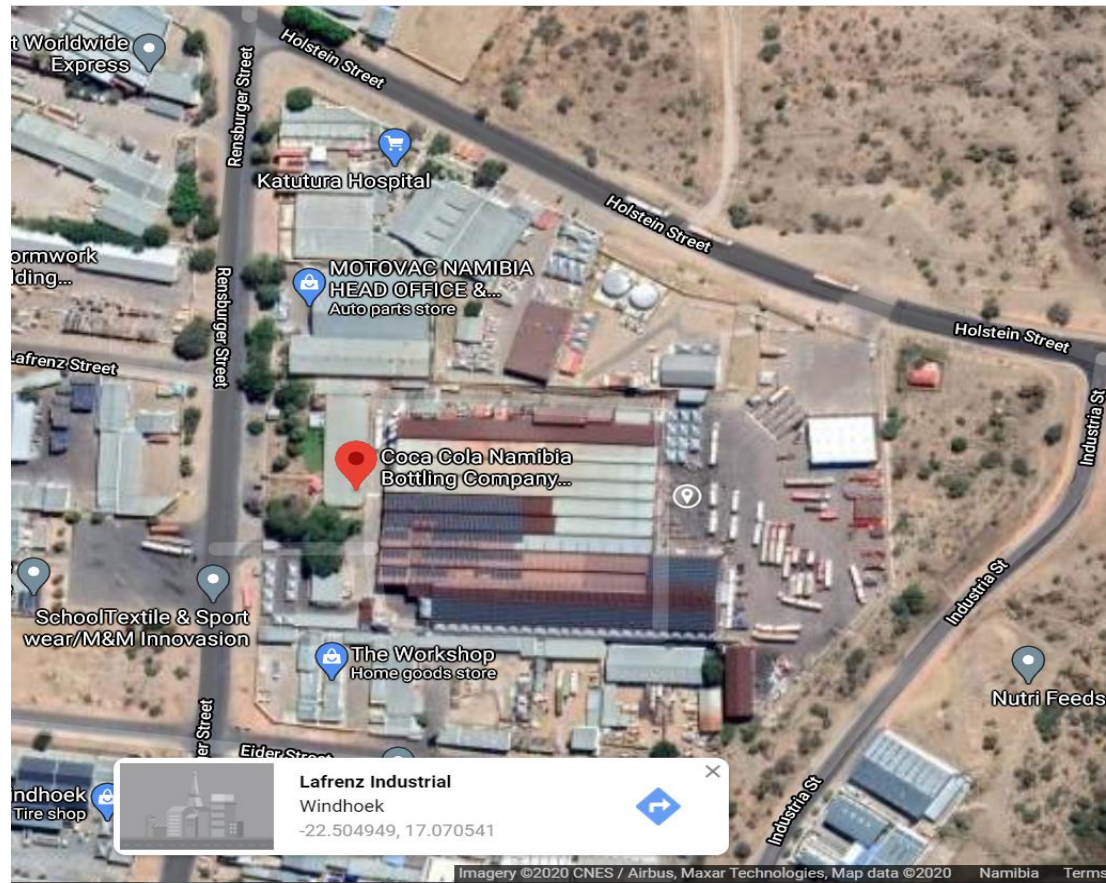 t Worldwide
Express
Rensburger Street
Holstein Street
Katutura Hospital
Holstein Street
ormwork
lding...
MOTOVAC NAMIBIA
HEAD OFFICE &...
Auto parts store
Rensburger Street
Holstein Street
Lafrenz Street
Industria St
Coca Cola Namibia
Bottling Company...
SchoolTextile & Sport
wear/M&M Innovasion
Industria St
The Workshop
Home goods store
Nutri Feeds
er Street
Eider Street
indhoek
Tire shop
Lafrenz Industrial
Windhoek
-22.504949, 17.070541
Industria St
Imagery ©2020 CNES / Airbus, Maxar Technologies, Map data ©2020 Namibia Terms